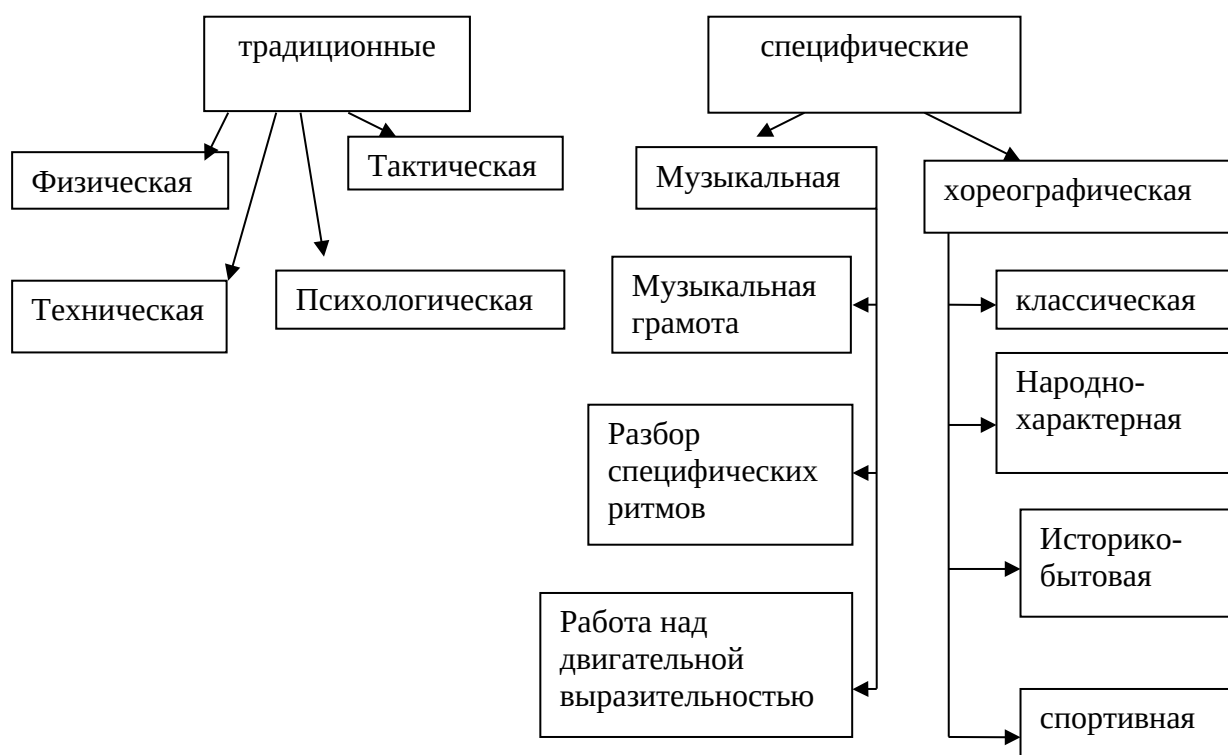 традиционные
специфические
Физическая
Тактическая
Музыкальная
хореографическая
Техническая
Психологическая
Музыкальная
грамота
классическая
Народно-
характерная
Разбор
специфических
ритмов
Историко-
бытовая
Работа над
двигательной
выразительностью
спортивная